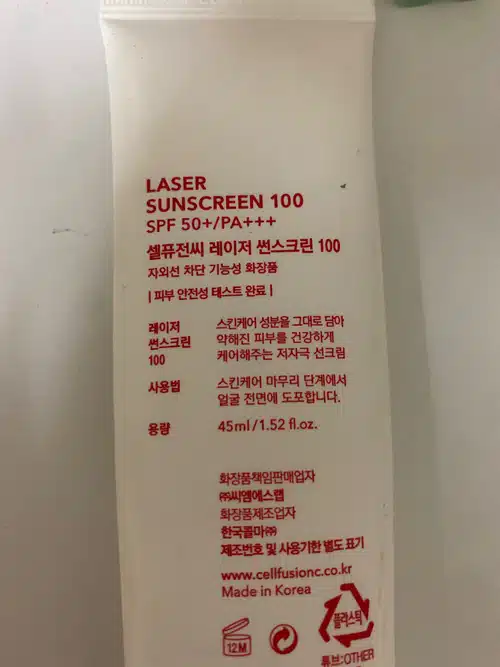 LASER
SUNSCREEN 100
SPF 50+/PA+++
셀퓨전씨 레이저 썬스크린 100
자외선 차단 기능성 화장품
| 피부 안전성 테스트 완료 |
레이저
썬스크린
100
스킨케어 성분을 그대로 담아
약해진 피부를 건강하게
케어해주는 저자극 선크림
사용법
스킨케어 마무리 단계에서
얼굴 전면에 도포합니다.
용량
45ml/1.52 fl.oz.
화장품책임판매업자
㈜씨엠에스랩
화장품제조업자
한국콜마㈜
제조번호 및 사용기한 별도 표기
www.cellfusionc.co.kr
Made in Korea
12M
플라스틱
튜브:OTHER